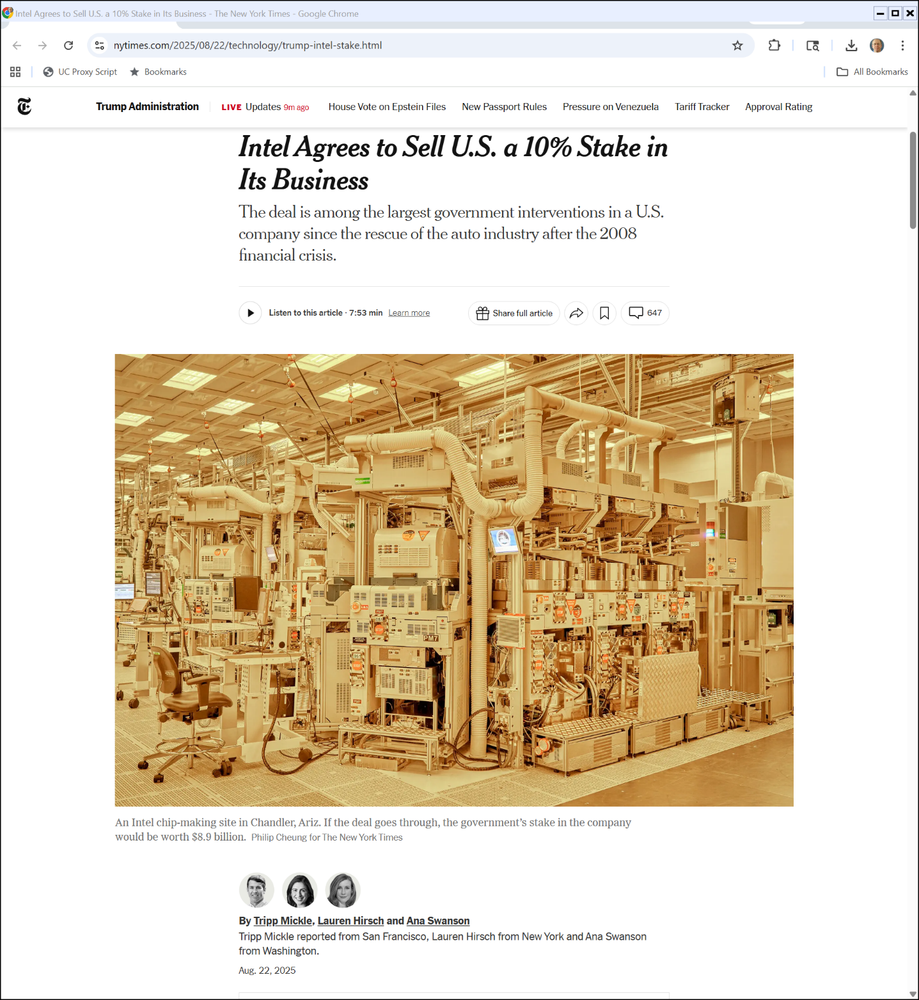 Intel Agrees to Sell U.S. a 10% Stake in Its Business - The New York Times - Google Chrome
nytimes.com/2025/08/22/technology/trump-intel-stake.html
UC Proxy Script Bookmarks All Bookmarks
Trump Administration LIVE Updates 9m ago House Vote on Epstein Files New Passport Rules Pressure on Venezuela Tariff Tracker Approval Rating
Intel Agrees to Sell U.S. a 10% Stake in
Its Business
The deal is among the largest government interventions in a U.S.
company since the rescue of the auto industry after the 2008
financial crisis.
Listen to this article · 7:53 min Learn more Share full article 647
PM7
An Intel chip-making site in Chandler, Ariz. If the deal goes through, the government’s stake in the company
would be worth $8.9 billion. Philip Cheung for The New York Times
By Tripp Mickle, Lauren Hirsch and Ana Swanson
Tripp Mickle reported from San Francisco, Lauren Hirsch from New York and Ana Swanson
from Washington.
Aug. 22, 2025